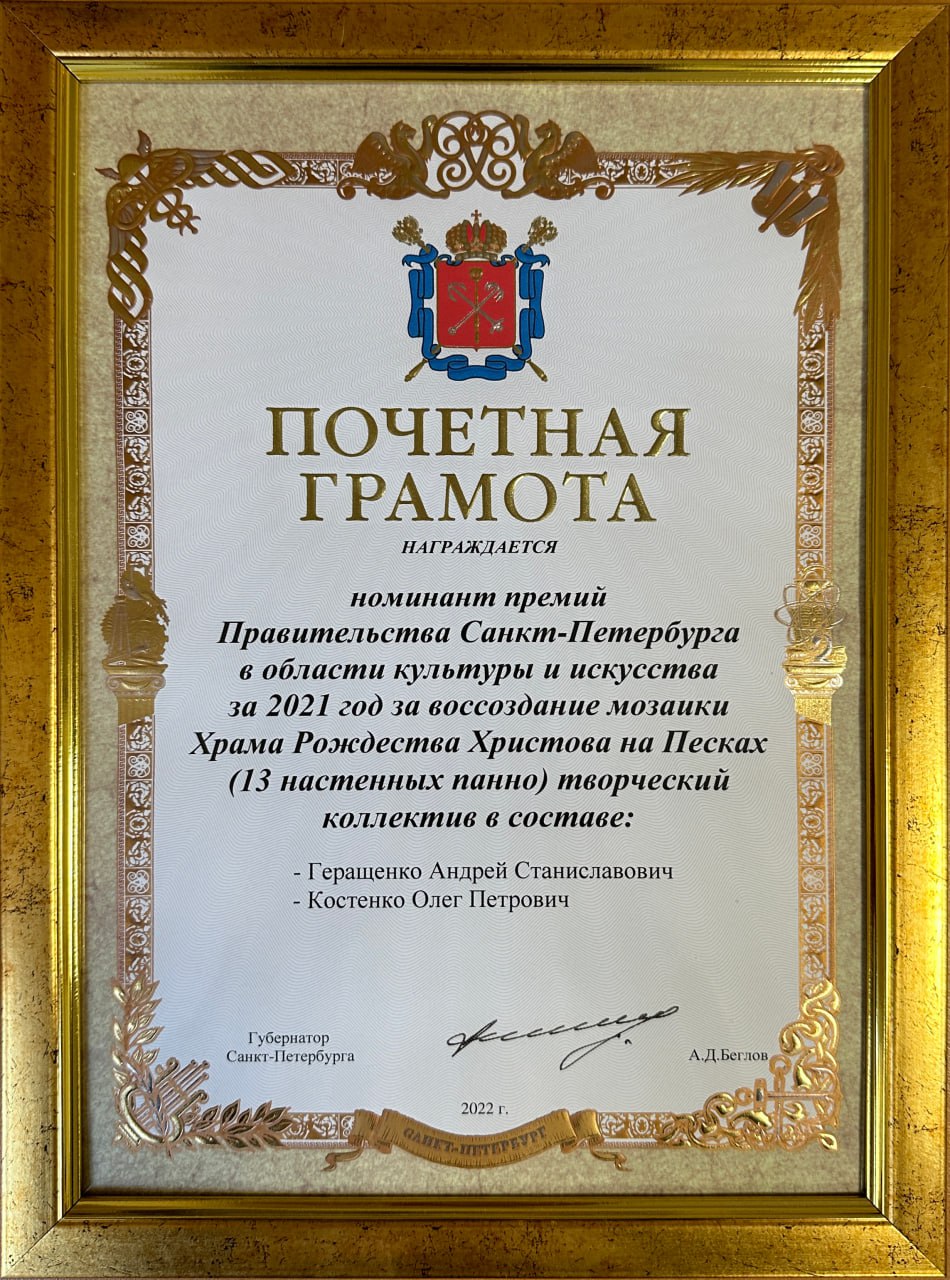 ПОЧЕТНАЯ
ГРАМОТА
НАГРАЖДАЕТСЯ
номинант премий
Правительства Санкт-Петербурга
в области культуры и искусства
за 2021 год за воссоздание мозаики
Храма Рождества Христова на Песках
(13 настенных панно) творческий
коллектив в составе:
- Геращенко Андрей Станиславович
- Костенко Олег Петрович
Губернатор
Санкт-Петербурга
А.Д.Беглов
2022 г.
САНКТ-ПЕТЕРБУРГ